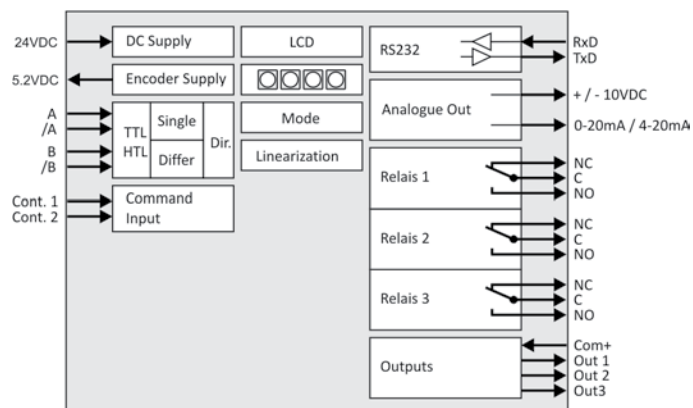 24VDC
DC Supply
LCD
RS232
RxD
TxD
5.2VDC
Encoder Supply
A
/A
B
/B
TTL
HTL
Single
Differ
Dir.
Mode
Linearization
Analogue Out
+ / - 10VDC
0-20mA / 4-20mA
Cont. 1
Cont. 2
Command
Input
Relais 1
NC
C
NO
Relais 2
NC
C
NO
Relais 3
NC
C
NO
Outputs
Com+
Out 1
Out 2
Out3